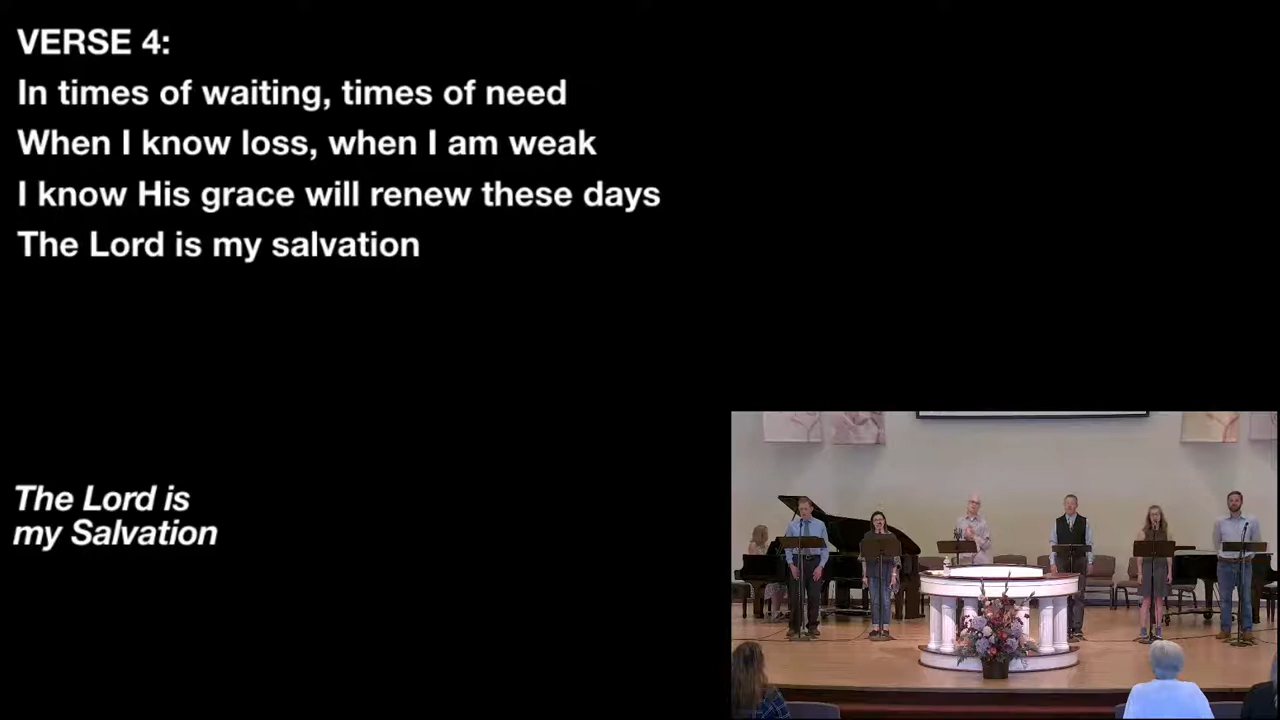 VERSE 4:
In times of waiting, times of need
When I know loss, when I am weak
I know His grace will renew these days
The Lord is my salvation
The Lord is
my Salvation